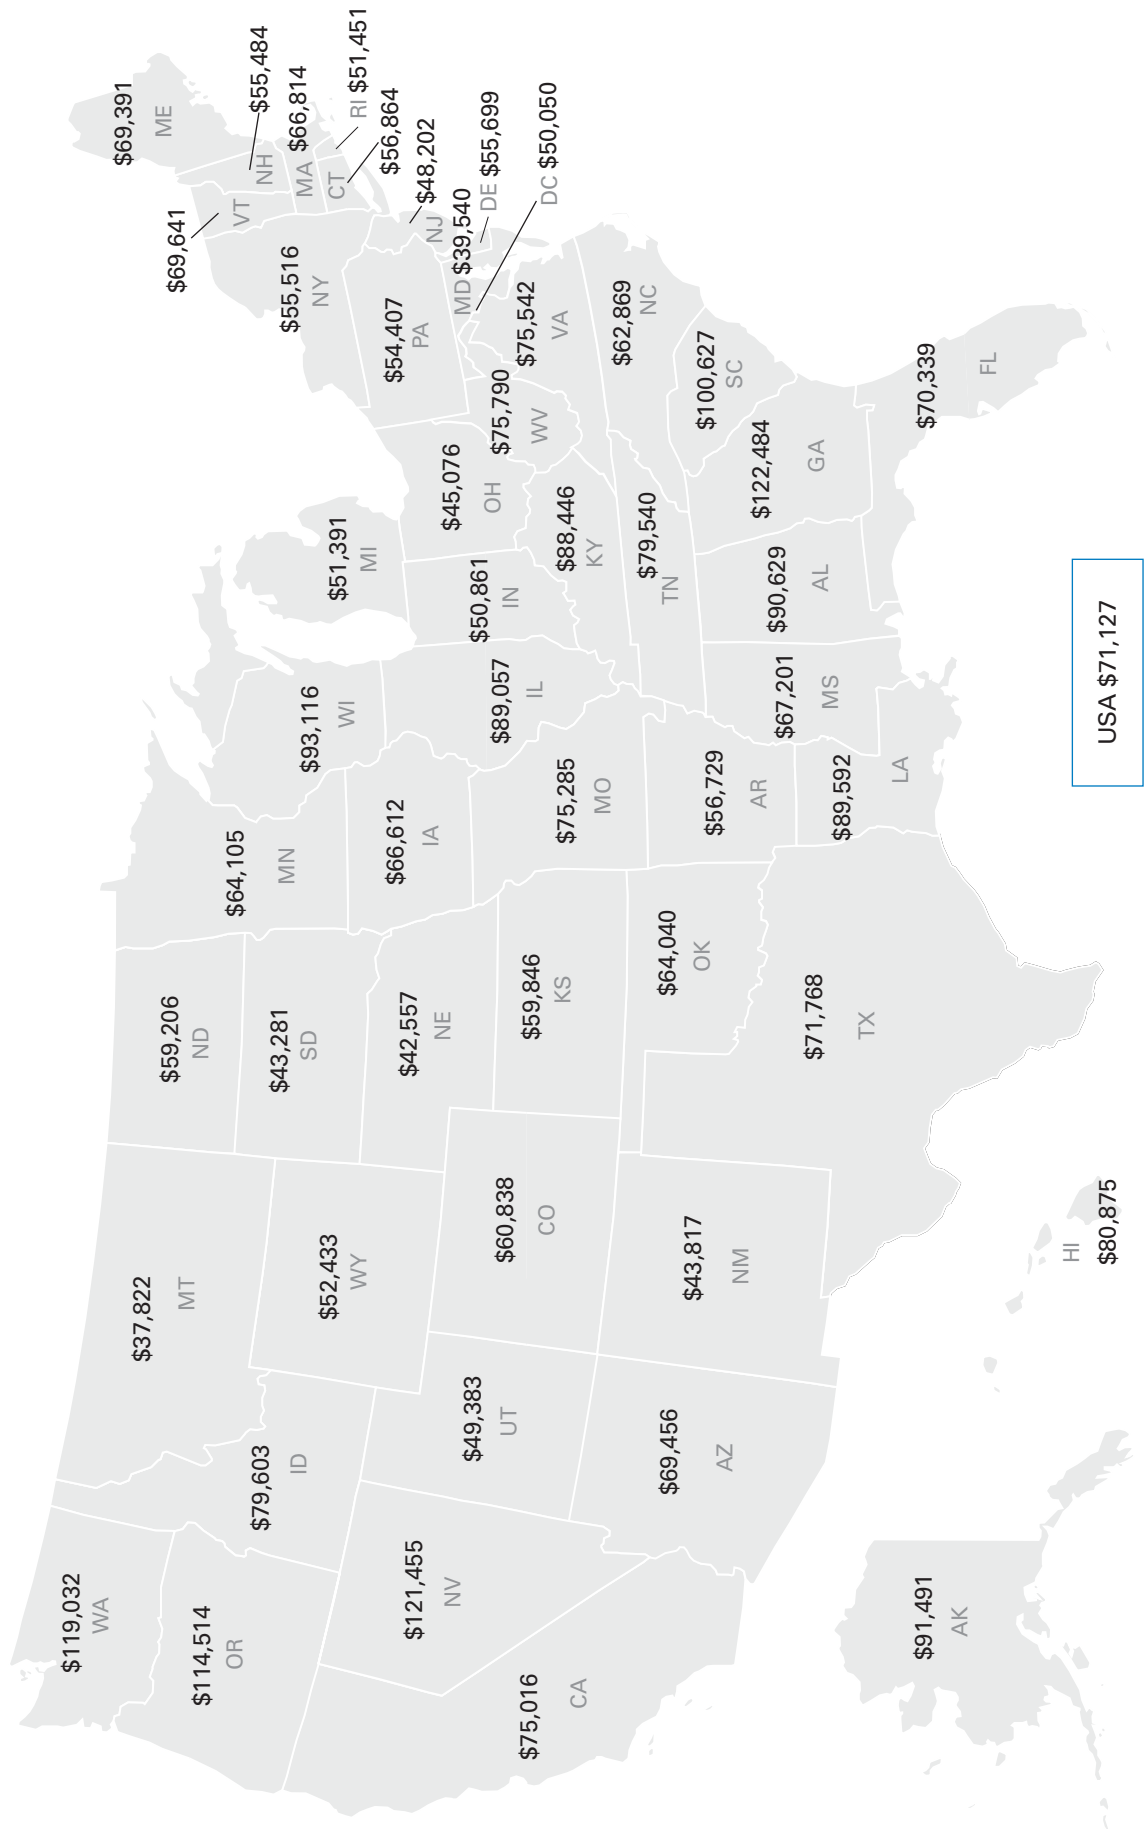 $119,032
WA
$114,514
OR
$75,016
CA
$121,455
NV
$79,603
ID
$37,822
MT
$52,433
WY
$49,383
UT
$69,456
AZ
$60,838
CO
$43,817
NM
$59,206
ND
$43,281
SD
$42,557
NE
$59,846
KS
$64,040
OK
$71,768
TX
$64,105
MN
$66,612
IA
$75,285
MO
$56,729
AR
$89,592
LA
$93,116
WI
$89,057
IL
$67,201
MS
$51,391
MI
$50,861
IN
$88,446
KY
$79,540
TN
$90,629
AL
$45,076
OH
$122,484
GA
$70,339
FL
$100,627
SC
$62,869
NC
$75,542
VA
$75,790
WV
$54,407
PA
$55,516
NY
$69,641
VT
$69,391
ME
NH
$55,484
MA
$66,814
RI $51,451
CT
$56,864
NJ
$48,202
MD $39,540
DE $55,699
DC $50,050
$91,491
AK
HI
$80,875
USA $71,127